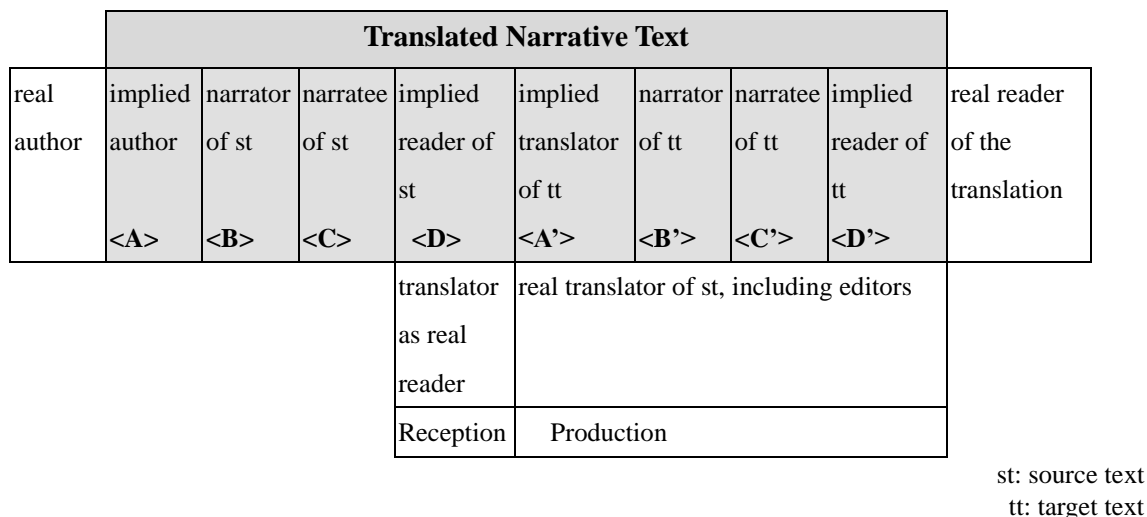 Translated Narrative Text
real author
implied author <A>
narrator of st <B>
narratee of st <C>
implied reader of st <D>
implied translator of tt <A’>
narrator of tt <B’>
narratee of tt <C’>
implied reader of tt <D’>
real reader of the translation
translator as real reader
real translator of st, including editors
Reception
Production
st: source text
tt: target text